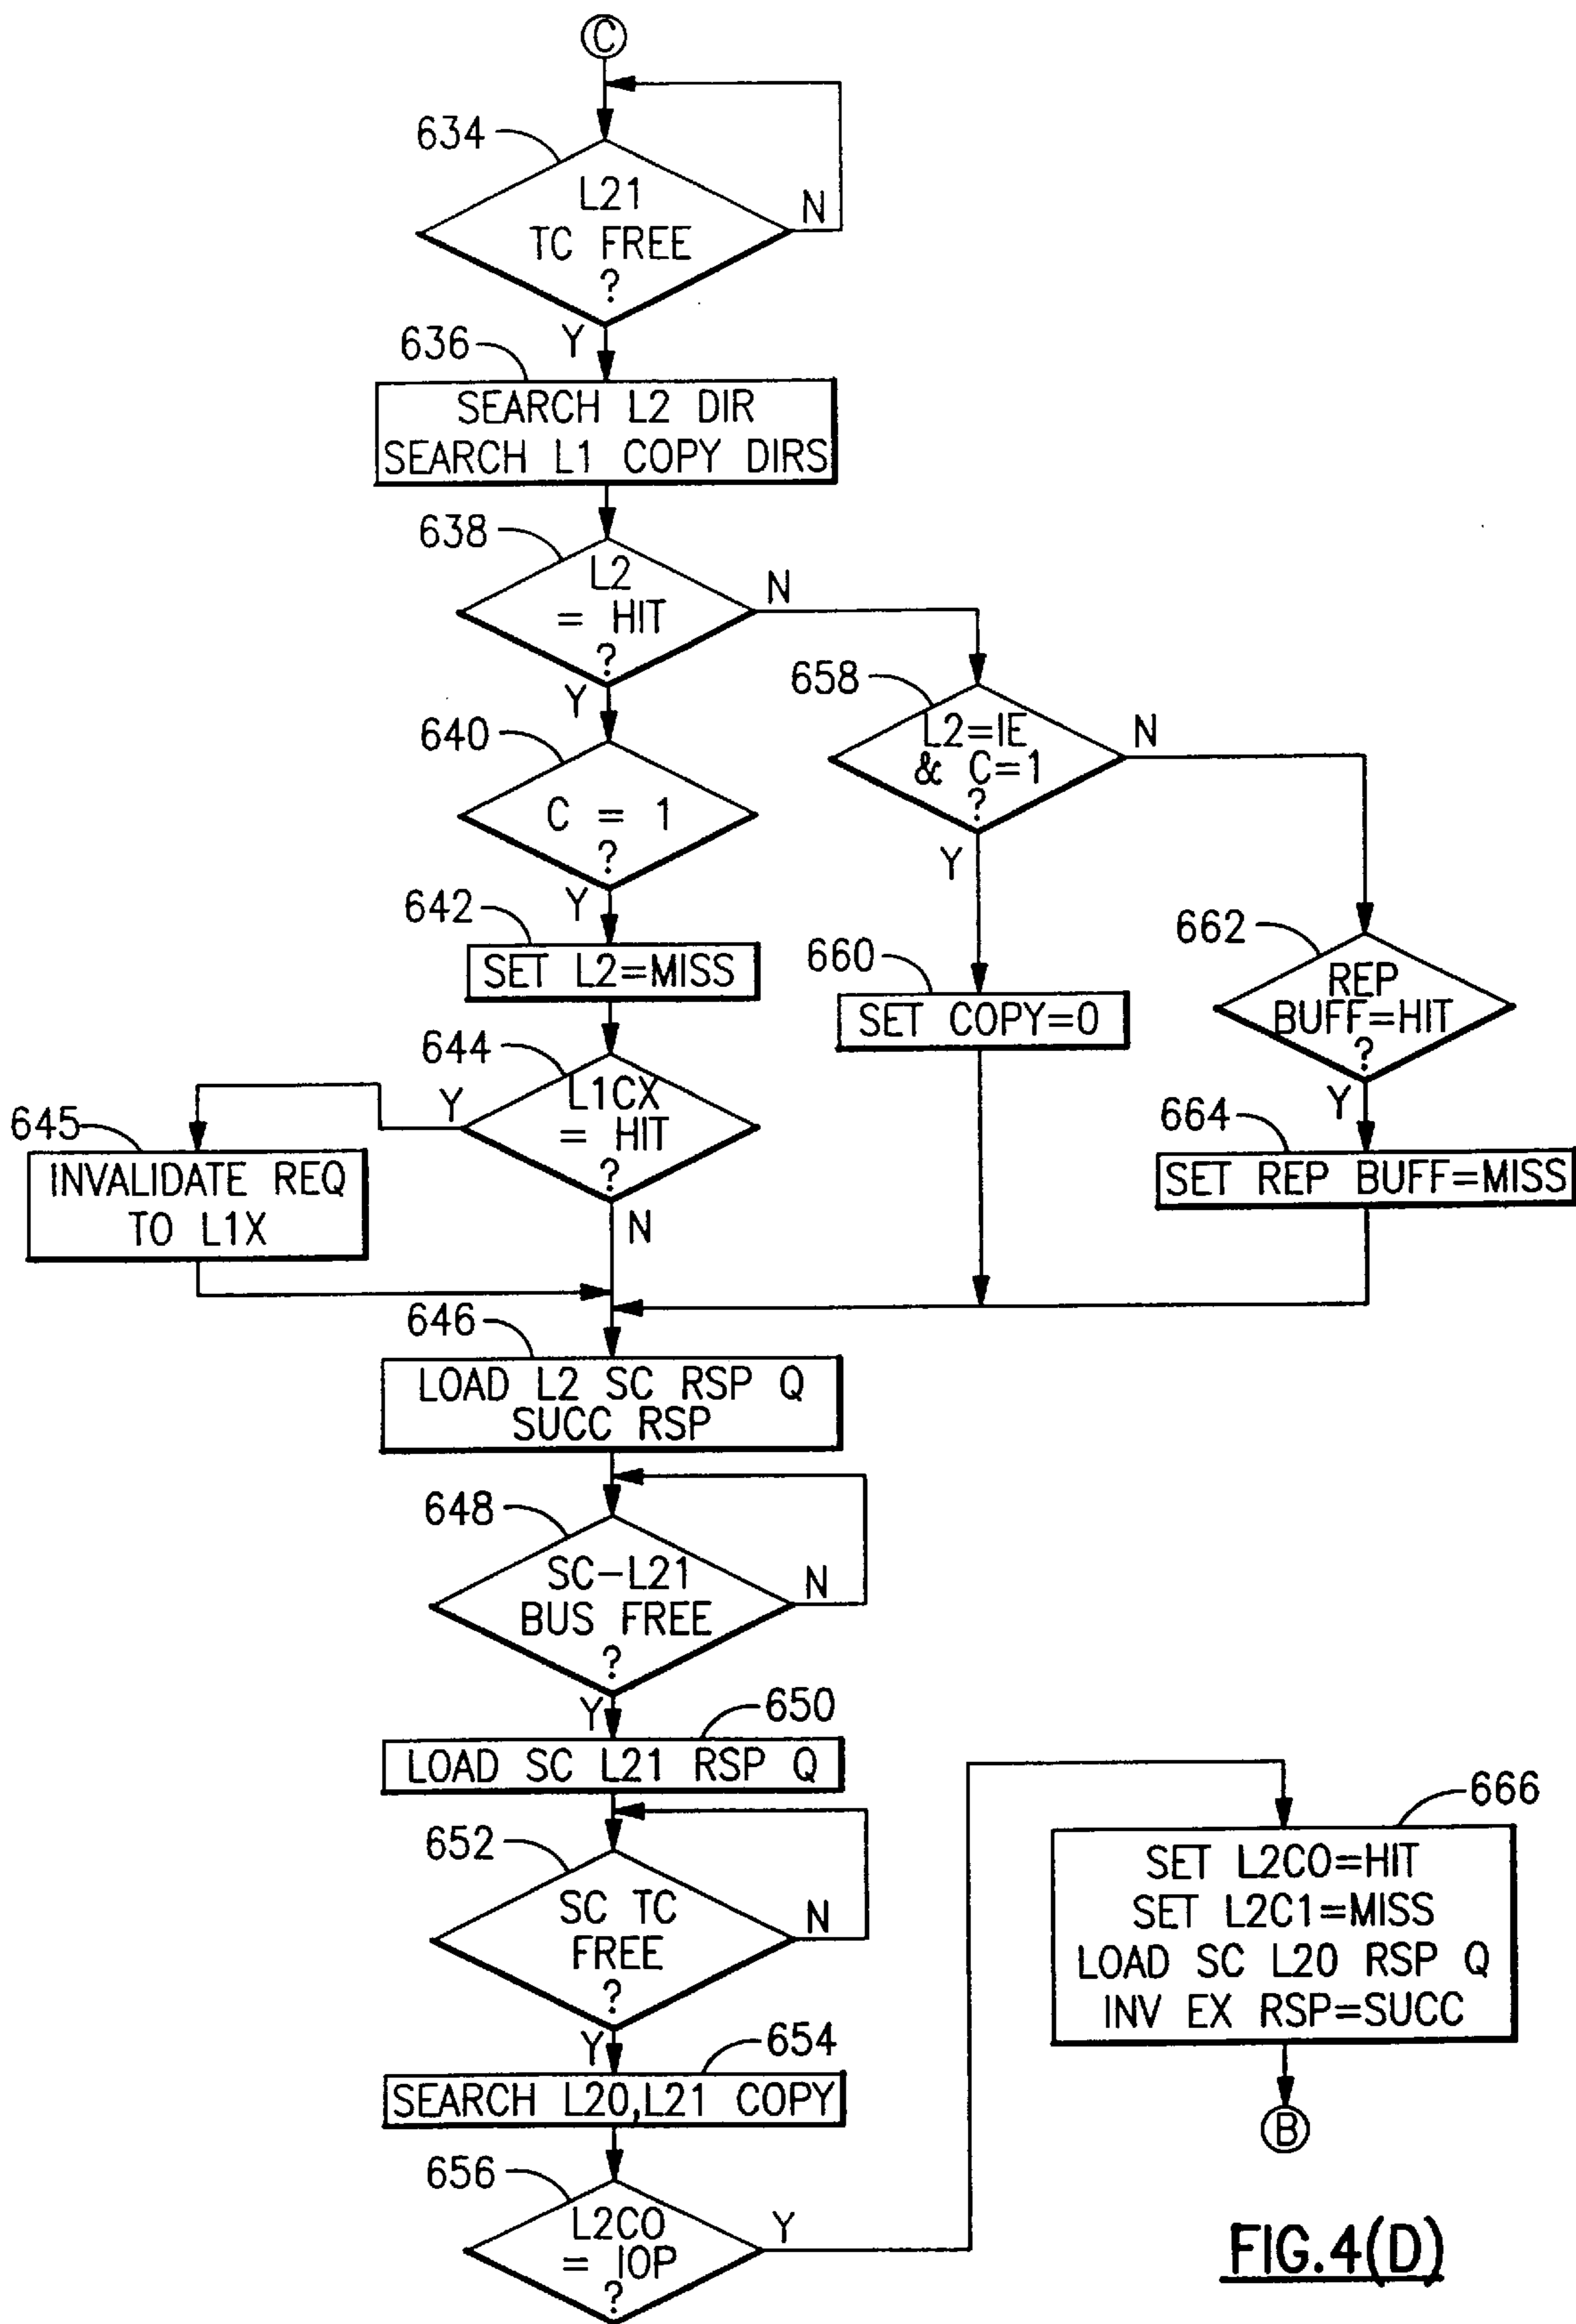 C
634
L21
TC FREE
?
N
Y
636
SEARCH L2 DIR
SEARCH L1 COPY DIRS
638
L2
= HIT
?
N
Y
658
L2=IE
& C=1
?
N
Y
640
C = 1
?
Y
642
SET L2=MISS
660
SET COPY=0
662
REP
BUFF=HIT
?
Y
644
L1CX
= HIT
?
Y
N
645
INVALIDATE REQ
TO L1X
664
SET REP BUFF=MISS
646
LOAD L2 SC RSP Q
SUCC RSP
648
SC-L21
BUS FREE
?
N
Y
650
LOAD SC L21 RSP Q
652
SC TC
FREE
?
N
Y
654
SEARCH L20,L21 COPY
656
L2C0
= IOP
?
Y
666
SET L2C0=HIT
SET L2C1=MISS
LOAD SC L20 RSP Q
INV EX RSP=SUCC
B
FIG.4(D)